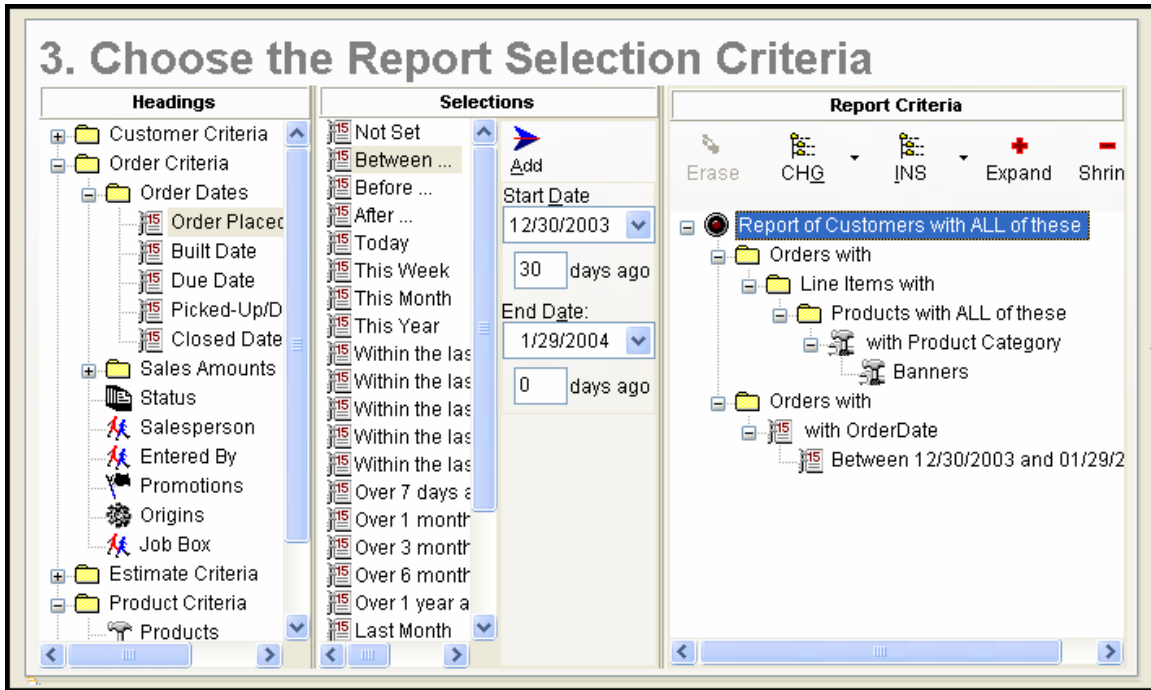 3. Choose the Report Selection Criteria
Headings
Customer Criteria
Order Criteria
Order Dates
Order Placed
Built Date
Due Date
Picked-Up/D
Closed Date
Sales Amounts
Status
Salesperson
Entered By
Promotions
Origins
Job Box
Estimate Criteria
Product Criteria
Products
Selections
Not Set
Between ...
Before ...
After ...
Today
This Week
This Month
This Year
Within the las
Within the las
Within the las
Within the las
Within the las
Over 7 days a
Over 1 month
Over 3 month
Over 6 month
Over 1 year a
Last Month
Add
Start Date
12/30/2003
30 days ago
End Date:
1/29/2004
0 days ago
Report Criteria
Erase CHG INS Expand Shrin
Report of Customers with ALL of these
Orders with
Line Items with
Products with ALL of these
with Product Category
Banners
Orders with
with OrderDate
Between 12/30/2003 and 01/29/2